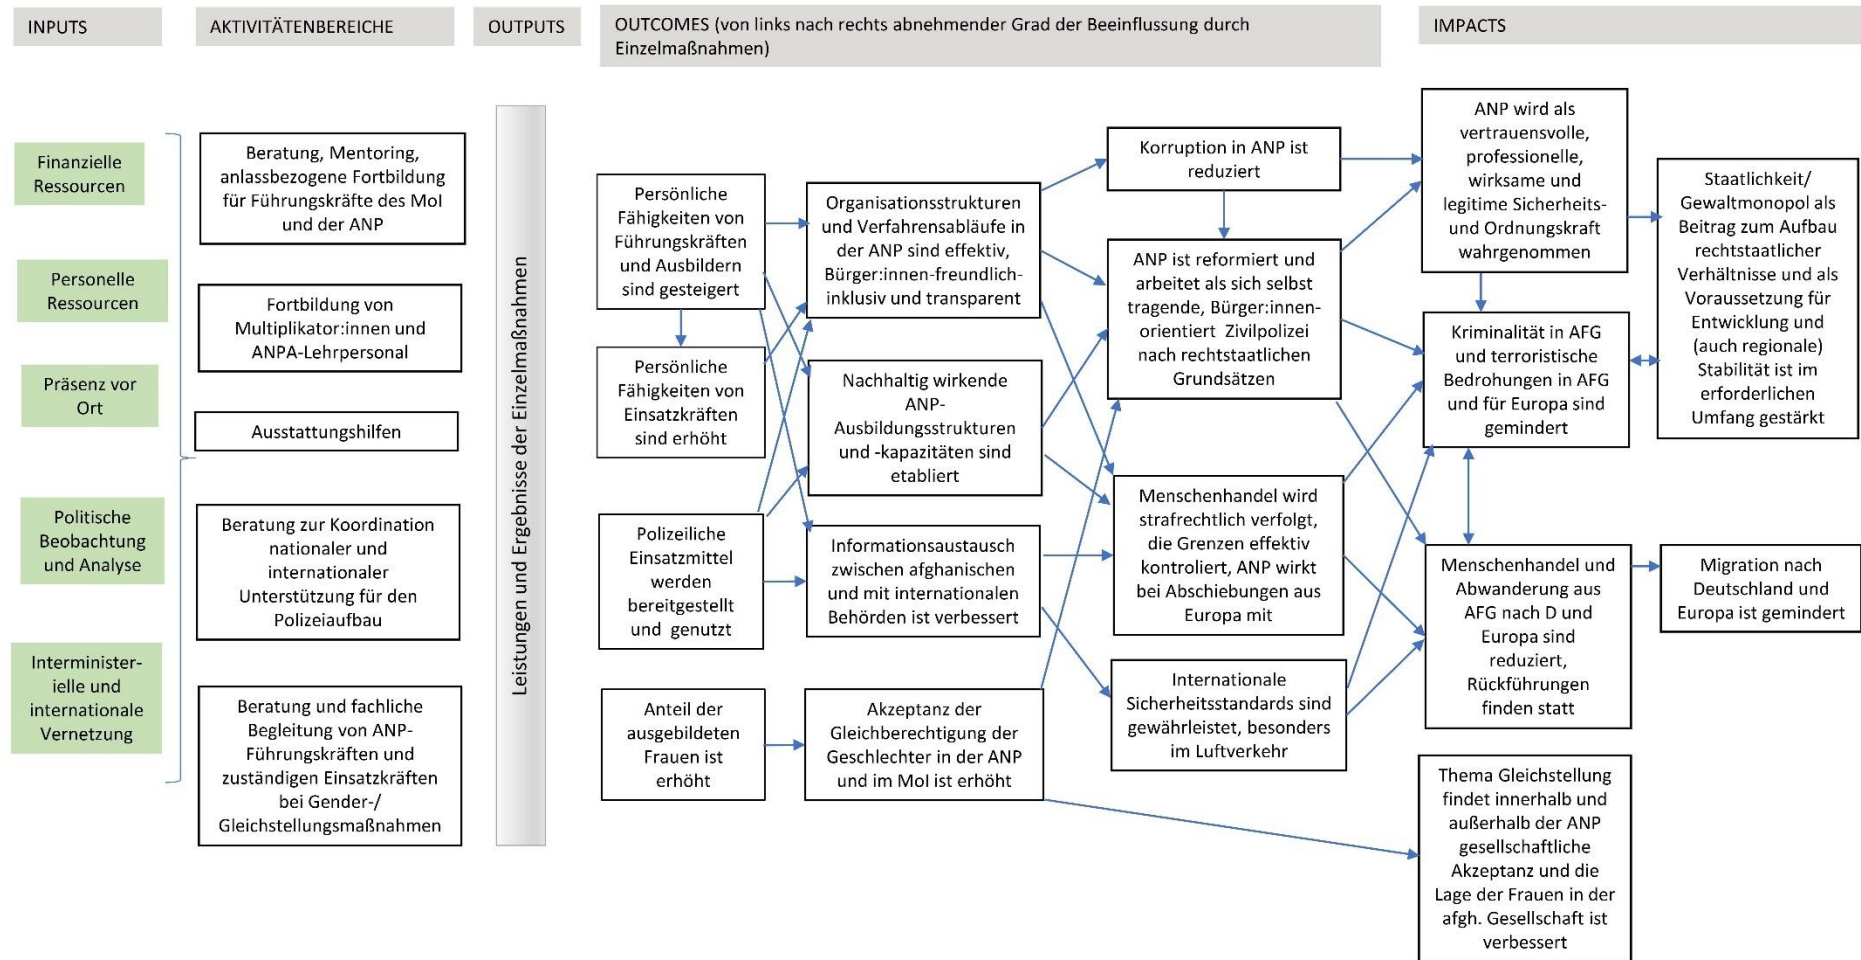 INPUTS
AKTIVITÄTENBEREICHE
OUTPUTS
OUTCOMES (von links nach rechts abnehmender Grad der Beeinflussung durch
Einzelmaßnahmen)
IMPACTS
Finanzielle
Ressourcen
Personelle
Ressourcen
Präsenz vor
Ort
Politische
Beobachtung
und Analyse
Interminister-
ielle und
internationale
Vernetzung
Beratung, Mentoring,
anlassbezogene Fortbildung
für Führungskräfte des MoI
und der ANP
Fortbildung von
Multiplikator:innen und
ANPA-Lehrpersonal
Ausstattungshilfen
Beratung zur Koordination
nationaler und
internationaler
Unterstützung für den
Polizeiaufbau
Beratung und fachliche
Begleitung von ANP-
Führungskräften und
zuständigen Einsatzkräften
bei Gender-/
Gleichstellungsmaßnahmen
Leistungen und Ergebnisse der Einzelmaßnahmen
Persönliche
Fähigkeiten von
Führungskräften
und Ausbildern
sind gesteigert
Persönliche
Fähigkeiten von
Einsatzkräften
sind erhöht
Polizeiliche
Einsatzmittel
werden
bereitgestellt
und genutzt
Anteil der
ausgebildeten
Frauen ist
erhöht
Organisationsstrukturen
und Verfahrensabläufe in
der ANP sind effektiv,
Bürger:innen-freundlich-
inklusiv und transparent
Nachhaltig wirkende
ANP-
Ausbildungsstrukturen
und -kapazitäten sind
etabliert
Informationsaustausch
zwischen afghanischen
und mit internationalen
Behörden ist verbessert
Akzeptanz der
Gleichberechtigung der
Geschlechter in der ANP
und im MoI ist erhöht
Korruption in ANP ist
reduziert
ANP ist reformiert und
arbeitet als sich selbst
tragende, Bürger:innen-
orientiert Zivilpolizei
nach rechtstaatlichen
Grundsätzen
Menschenhandel wird
strafrechtlich verfolgt,
die Grenzen effektiv
kontroliert, ANP wirkt
bei Abschiebungen aus
Europa mit
Internationale
Sicherheitsstandards sind
gewährleistet, besonders
im Luftverkehr
ANP wird als
vertrauensvolle,
professionelle,
wirksame und
legitime Sicherheits-
und Ordnungskraft
wahrgenommen
Kriminalität in AFG
und terroristische
Bedrohungen in AFG
und für Europa sind
gemindert
Menschenhandel und
Abwanderung aus
AFG nach D und
Europa sind
reduziert,
Rückführungen
finden statt
Thema Gleichstellung
findet innerhalb und
außerhalb der ANP
gesellschaftliche
Akzeptanz und die
Lage der Frauen in der
afgh. Gesellschaft ist
verbessert
Staatlichkeit/
Gewaltmonopol als
Beitrag zum Aufbau
rechtstaatlicher
Verhältnisse und als
Voraussetzung für
Entwicklung und
(auch regionale)
Stabilität ist im
erforderlichen
Umfang gestärkt
Migration nach
Deutschland und
Europa ist gemindert